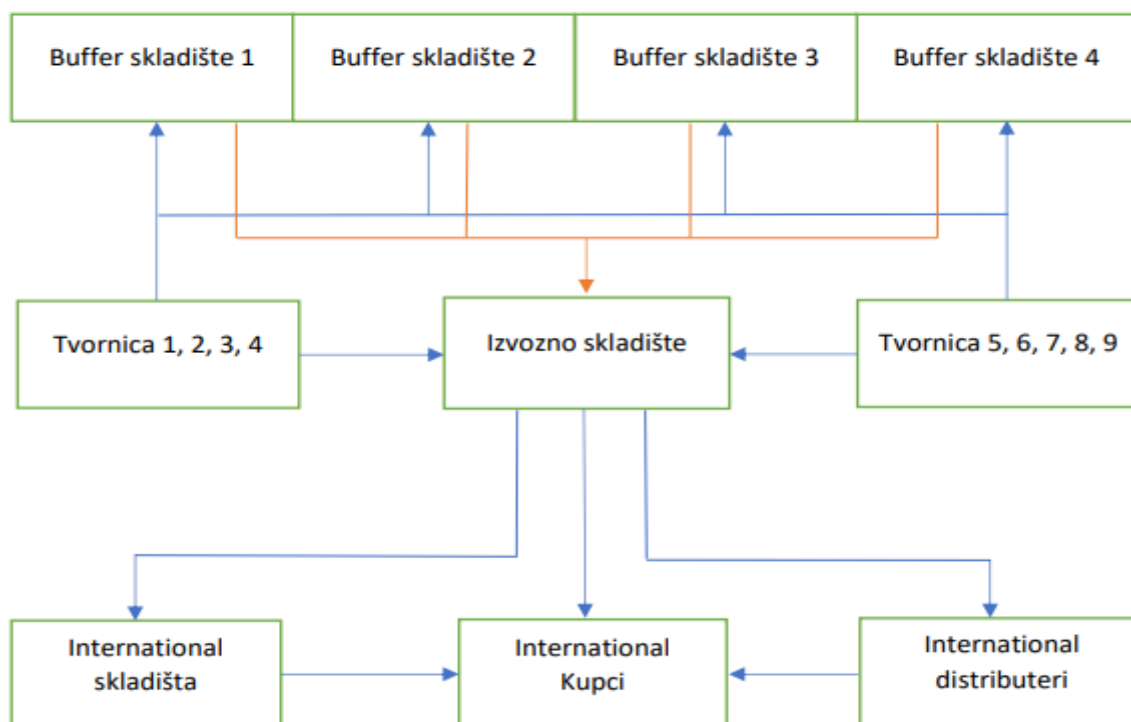 Buffer skladište 1
Buffer skladište 2
Buffer skladište 3
Buffer skladište 4
Tvornica 1, 2, 3, 4
Izvozno skladište
Tvornica 5, 6, 7, 8, 9
International
skladišta
International
Kupci
International
distributeri